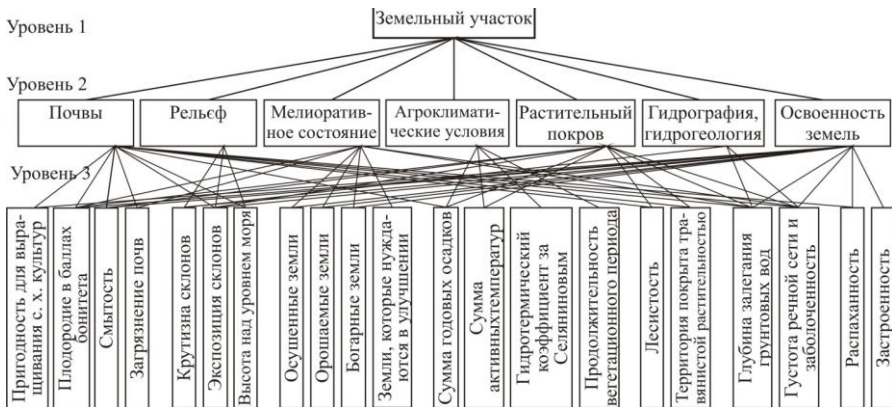 Уровень 1
Земельный участок
Уровень 2
Почвы
Рельєф
Мелиоратив-
ное состояние
Агроклимати-
ческие условия
Растительный
покров
Гидрография,
гидрогеология
Освоенность
земель
Уровень 3
Пригодность для выра-
щивания с. х. культур
Плодородие в баллах
бонитета
Смытость
Загрязнение почв
Крутизна склонов
Экспозиция склонов
Высота над уровнем моря
Осушенные земли
Орошаемые земли
Богарные земли
Земли, которые нужда-
ются в улучшении
Сумма годовых осадков
Сумма
активныхтемператур
Гидротермический
коэффициент за
Селяниновым
Продолжительность
вегетационного периода
Лесистость
Территория покрыта тра-
вянистой растительностью
Глубина залегания
грунтовых вод
Густота речной сети и
заболоченность
Распаханность
Застроенность